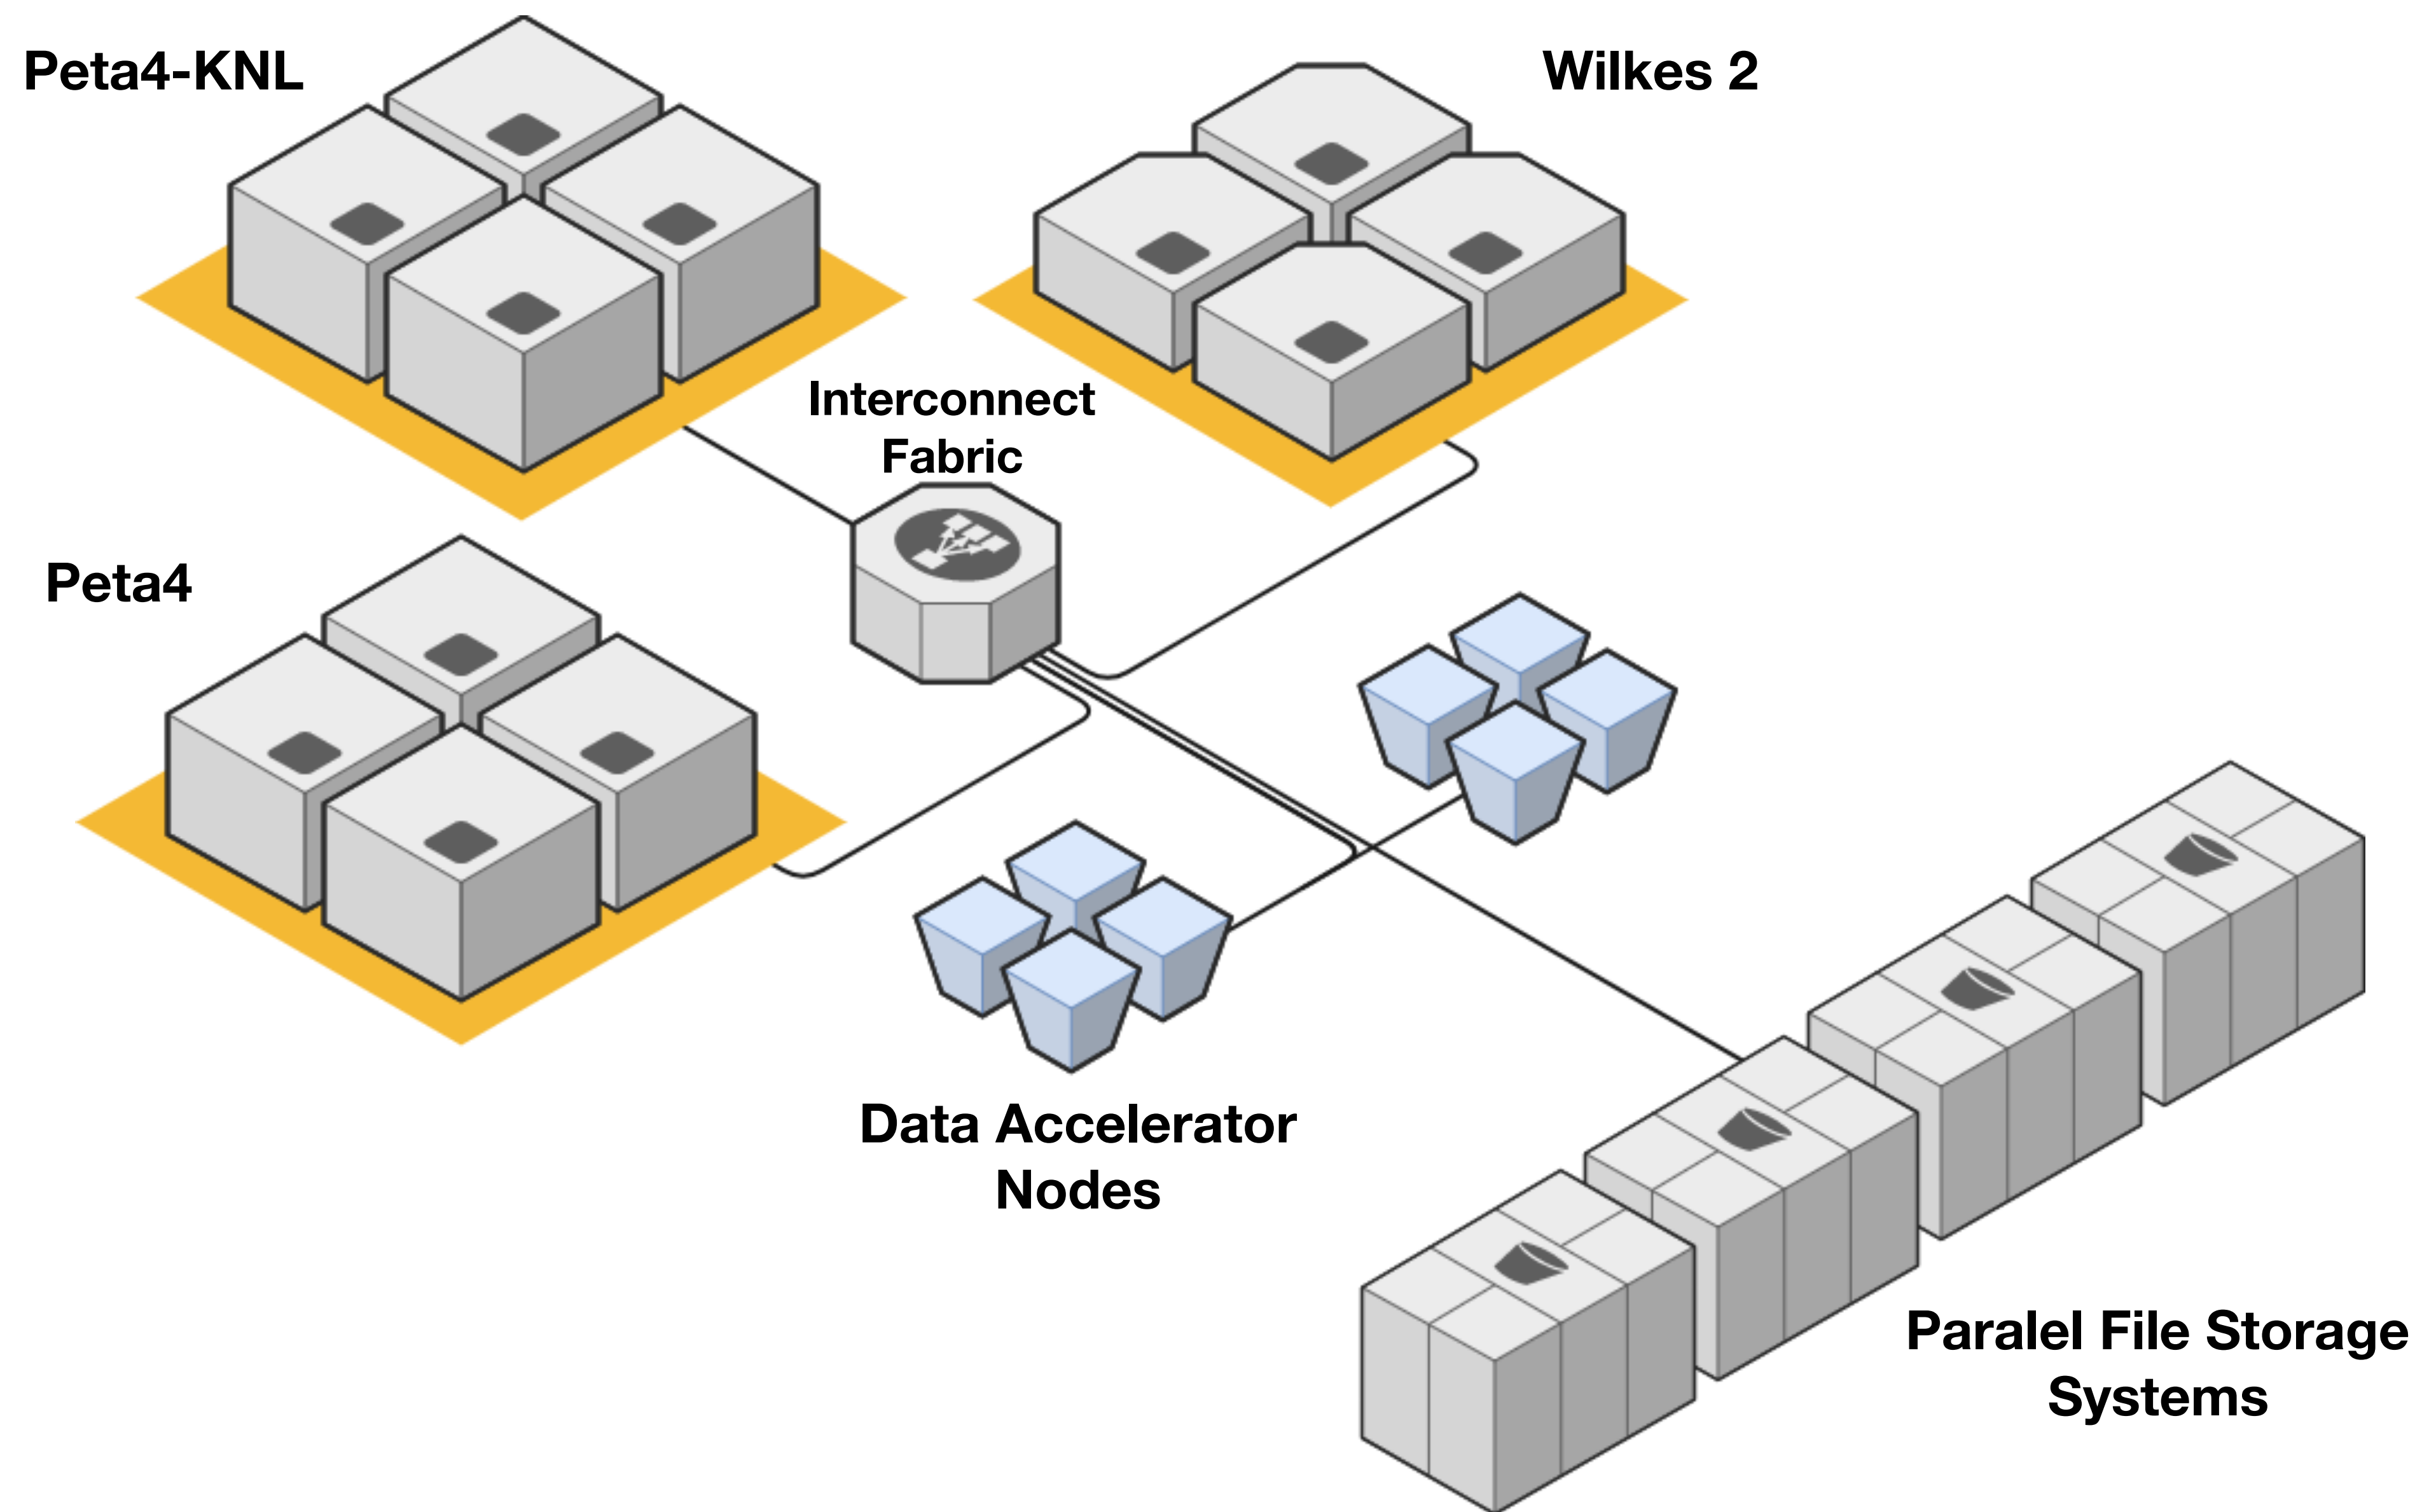 Peta4-KNL
Wilkes 2
Interconnect
Fabric
Peta4
Data Accelerator
Nodes
Paralel File Storage
Systems